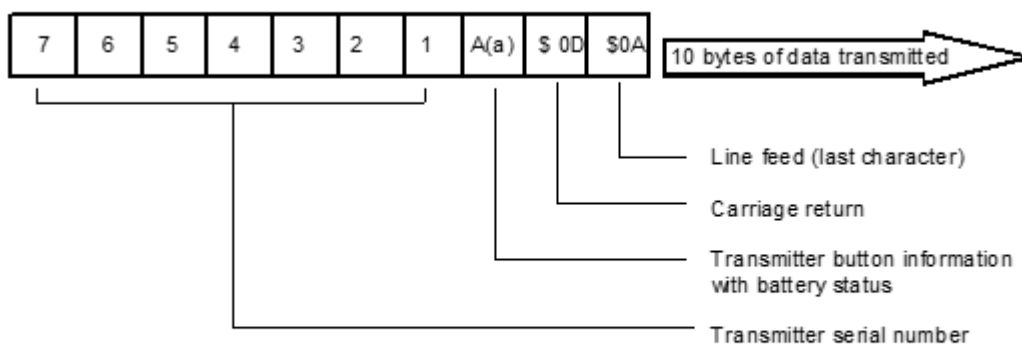 7 6 5 4 3 2 1 A(a) $ 0D $0A
10 bytes of data transmitted
Line feed (last character)
Carriage return
Transmitter button information
with battery status
Transmitter serial number